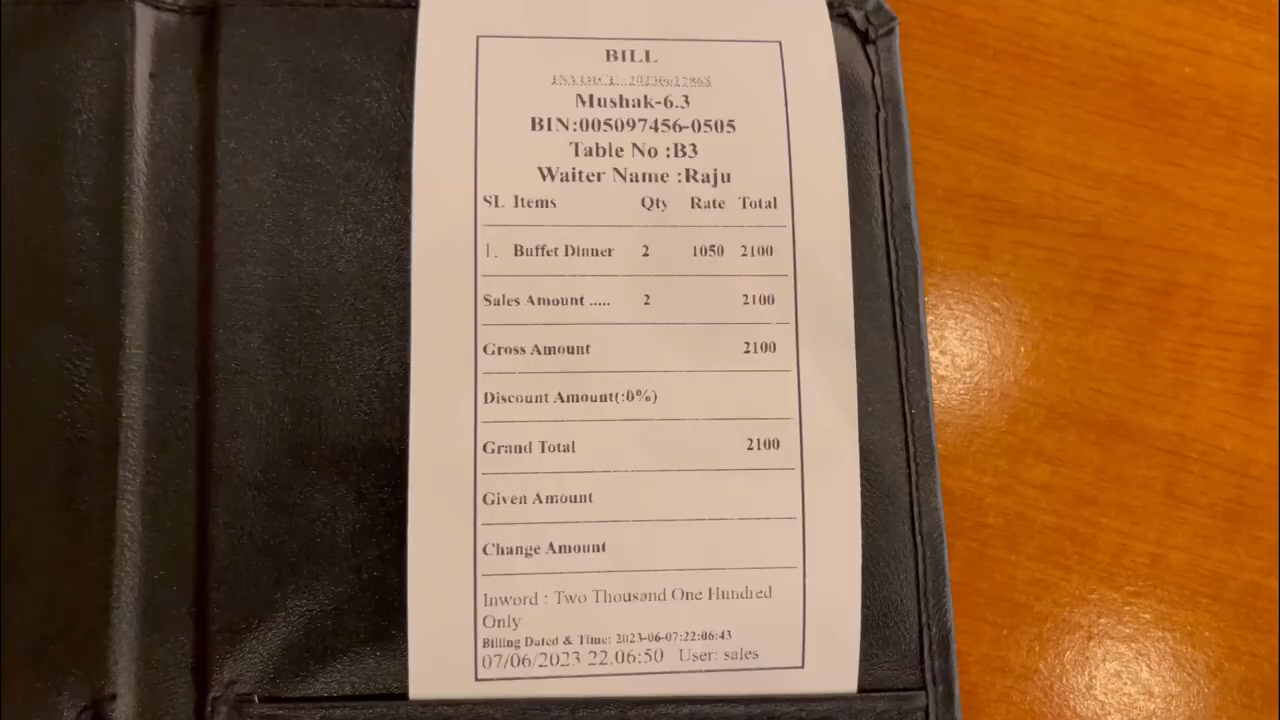 BILL
INVOICE :
Mushak-6.3
BIN:005097456-0505
Table No :B3
Waiter Name :Raju
SL Items Qty Rate Total
1. Buffet Dinner 2 1050 2100
Sales Amount ..... 2 2100
Gross Amount 2100
Discount Amount(:0%)
Grand Total 2100
Given Amount
Change Amount
Inword : Two Thousand One Hundred
Only
Billing Dated & Time: 2023-06-07:22:06:43
07/06/2023 22.06:50 User: sales